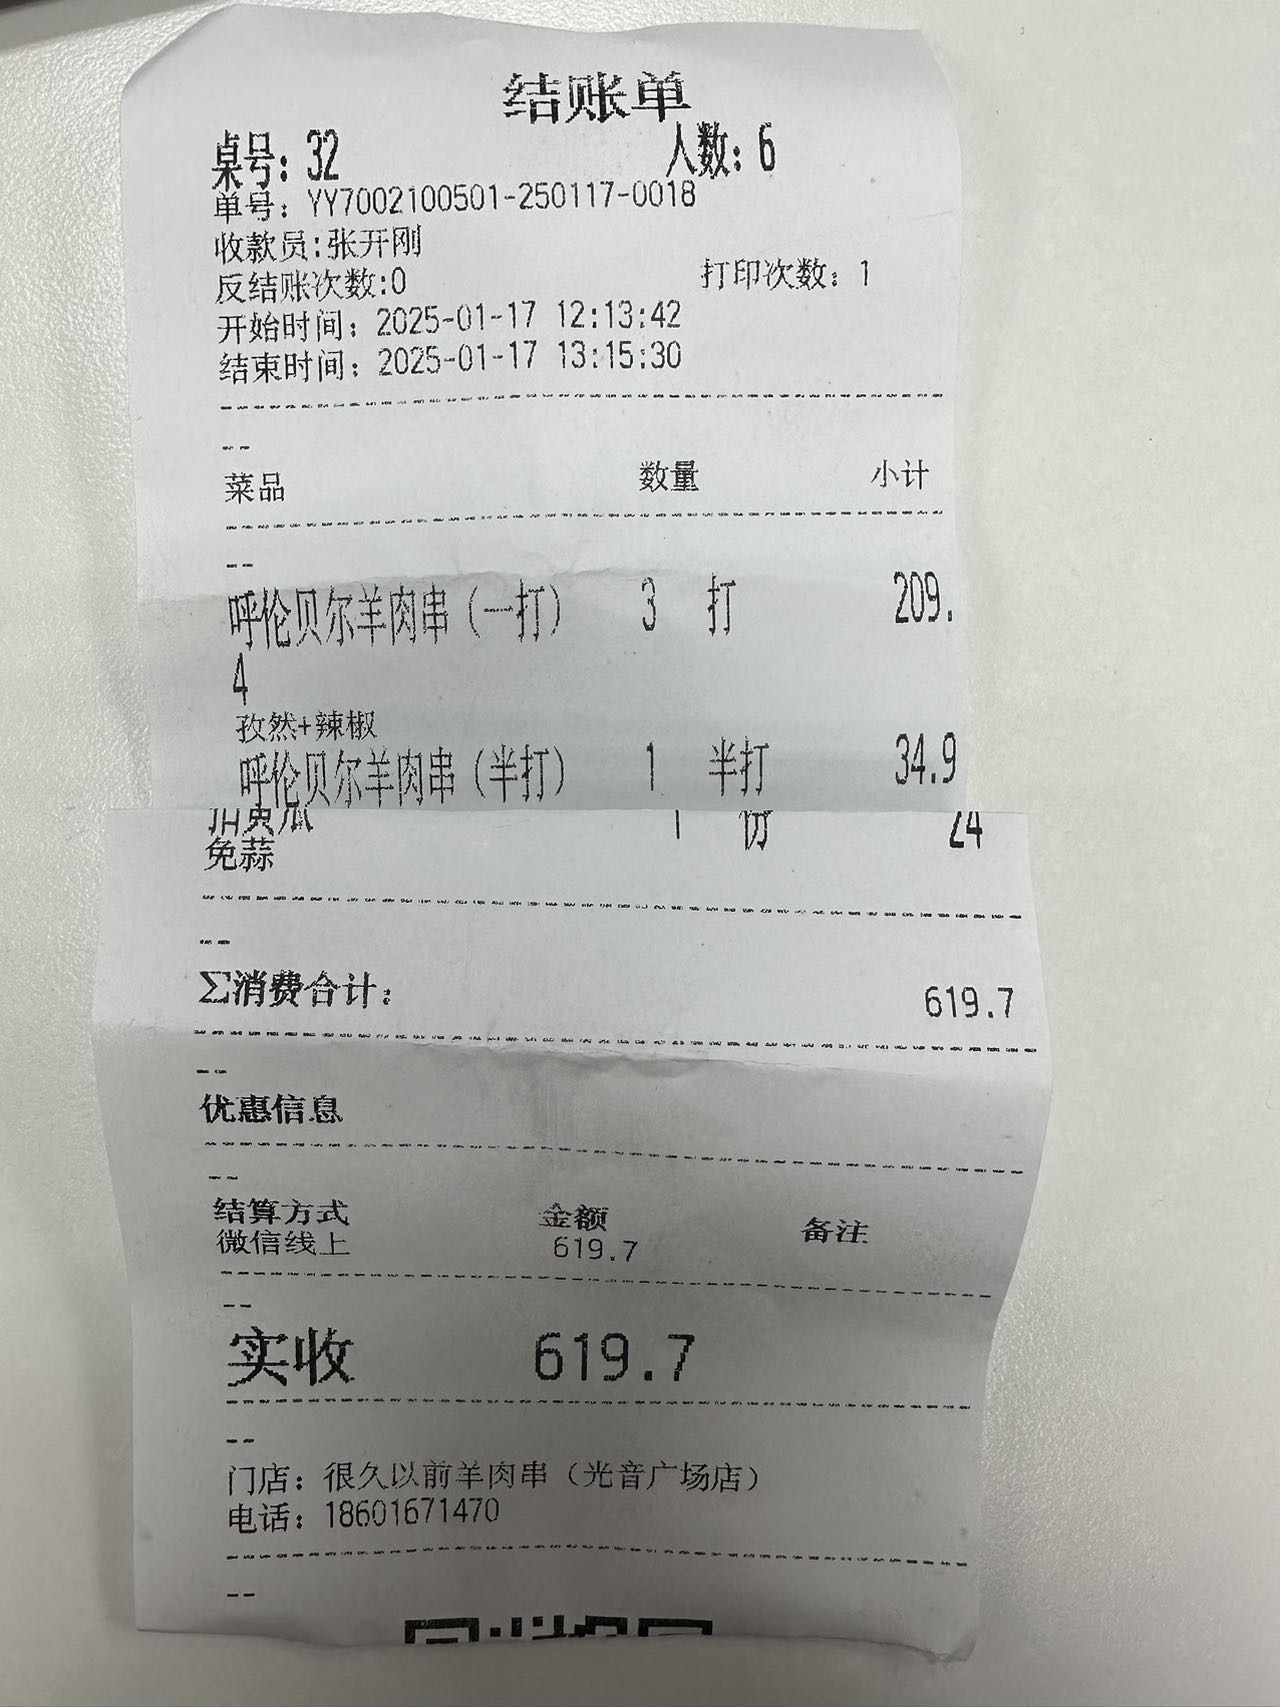 结账单
桌号：32 人数：6
单号：YY7002100501-250117-0018
收款员:张开刚
反结账次数:0 打印次数：1
开始时间：2025-01-17 12:13:42
结束时间：2025-01-17 13:15:30
--
菜品 数量 小计
--
呼伦贝尔羊肉串（一打） 3 打 209.
4
孜然+辣椒
呼伦贝尔羊肉串（半打） 1 半打 34.9
1 份 24
免蒜
--
∑消费合计： 619.7
--
优惠信息
--
结算方式 金额 备注
微信线上 619.7
--
实收 619.7
--
门店：很久以前羊肉串（光音广场店）
电话：18601671470
--